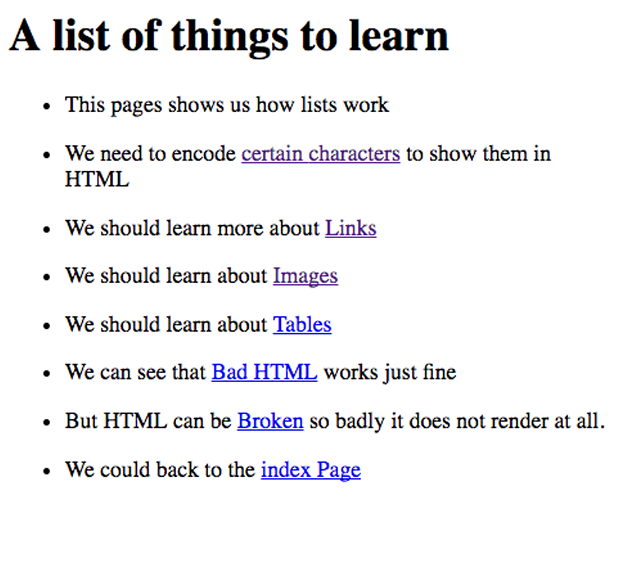 A list of things to learn
• This pages shows us how lists work
• We need to encode certain characters to show them in
HTML
• We should learn more about Links
• We should learn about Images
• We should learn about Tables
• We can see that Bad HTML works just fine
• But HTML can be Broken so badly it does not render at all.
• We could back to the index Page